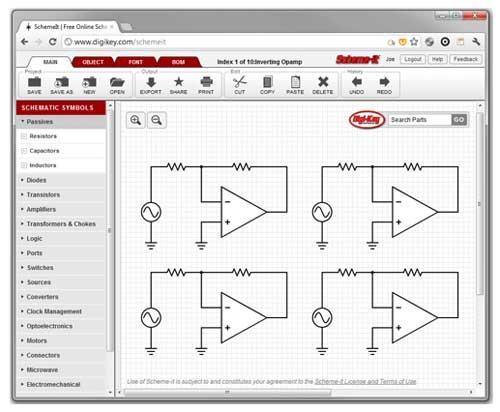 SchemeIt | Free Online Sche
www.digikey.com/schemeit
MAIN OBJECT FONT BOM Index 1 of 10:Inverting Opamp Scheme-it Joe Logout Help Feedback
Project Output Edit History
SAVE SAVE AS NEW OPEN EXPORT SHARE PRINT CUT COPY PASTE DELETE UNDO REDO
SCHEMATIC SYMBOLS
Passives
Resistors
Capacitors
Inductors
Diodes
Transistors
Amplifiers
Transformers & Chokes
Logic
Ports
Switches
Sources
Converters
Clock Management
Optoelectronics
Motors
Connectors
Microwave
Electromechanical
Digi-Key Search Parts GO
- + - +
- + - +
Use of Scheme-it is subject to and constitutes your agreement to the Scheme-it License and Terms of Use.